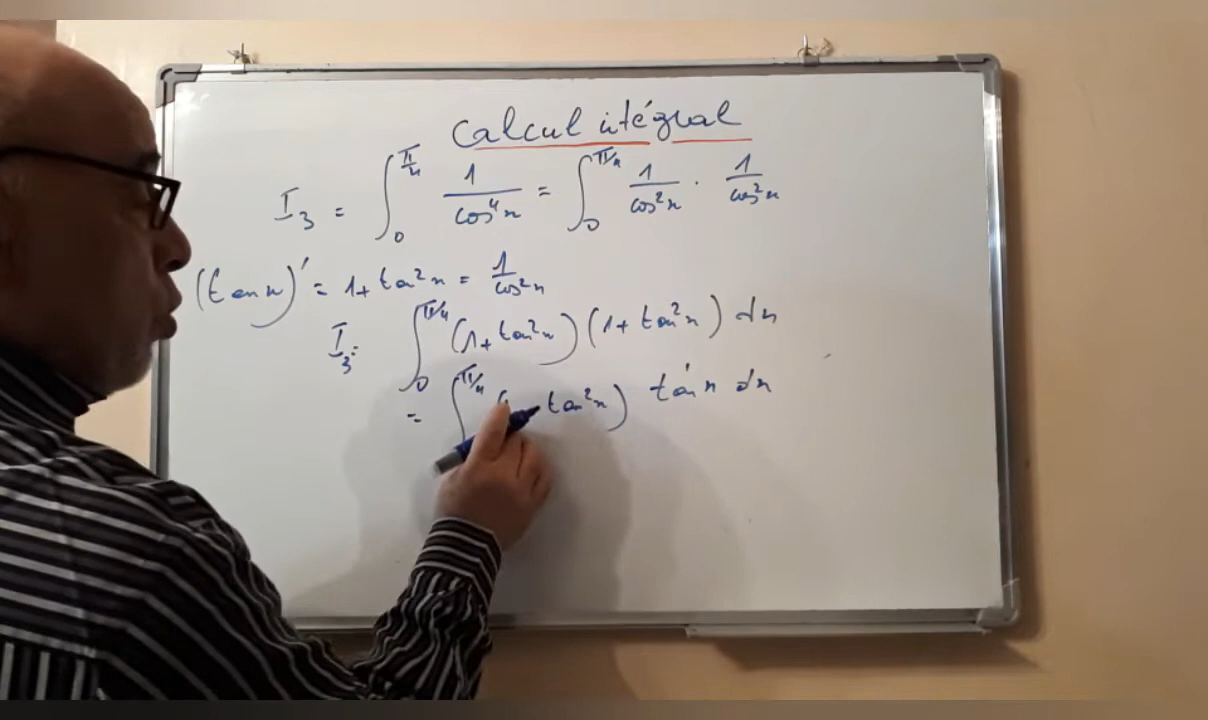 Calcul intégral
I₃ = ∫₀^{π/4} 1/cos⁴x = ∫₀^{π/4} 1/cos²x · 1/cos²x
(tan x)' = 1 + tan²x = 1/cos²x
I₃ = ∫₀^{π/4} (1 + tan²x)(1 + tan²x) dx
= ∫^{π/4} ( tan²x) tan'x dx